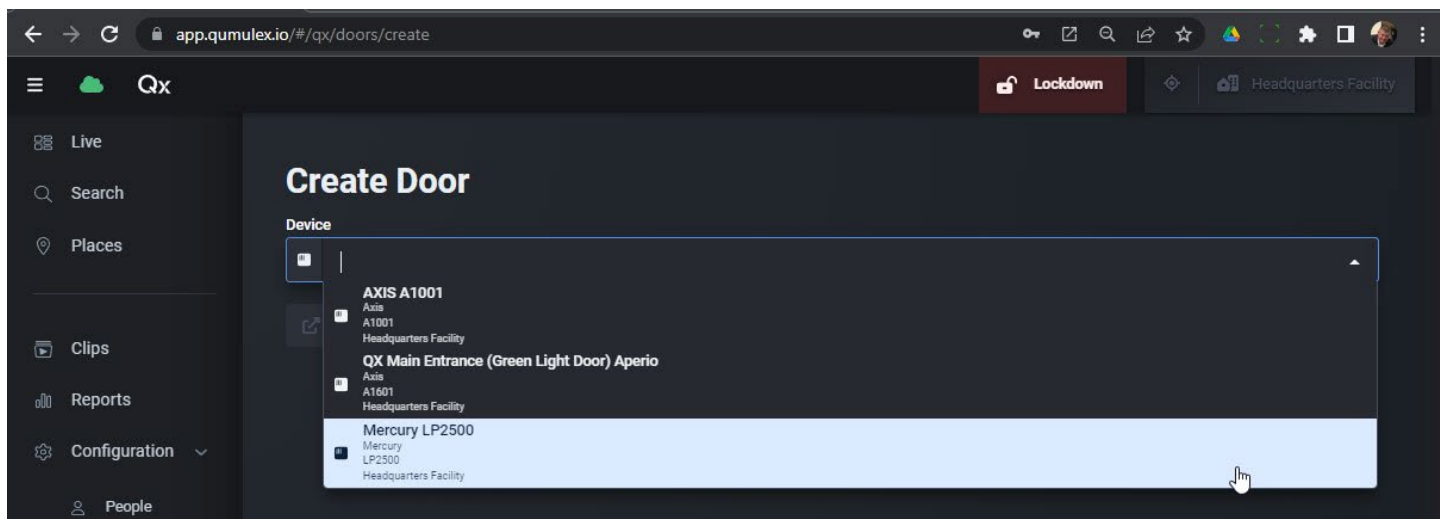 app.qumulex.io/#/qx/doors/create
Qx
Lockdown
Headquarters Facility
Live
Search
Places
Clips
Reports
Configuration
People
Create Door
Device
AXIS A1001
Axis
A1001
Headquarters Facility
QX Main Entrance (Green Light Door) Aperio
Axis
A1601
Headquarters Facility
Mercury LP2500
Mercury
LP2500
Headquarters Facility